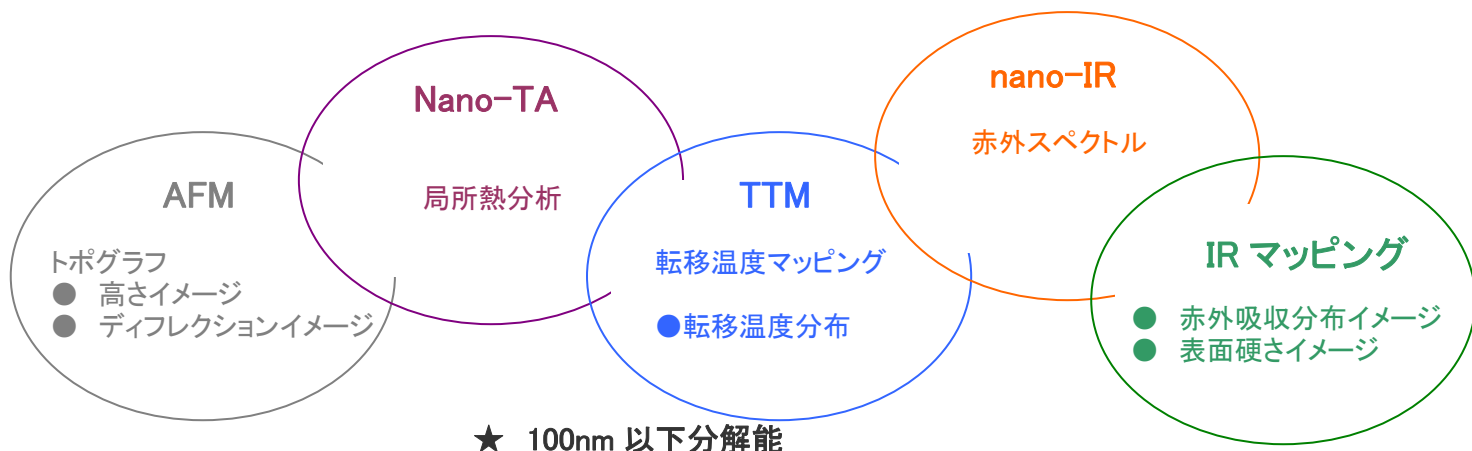 AFM
トポグラフ
● 高さイメージ
● ディフレクションイメージ
Nano-TA
局所熱分析
TTM
転移温度マッピング
●転移温度分布
nano-IR
赤外スペクトル
IR マッピング
● 赤外吸収分布イメージ
● 表面硬さイメージ
★ 100nm 以下分解能